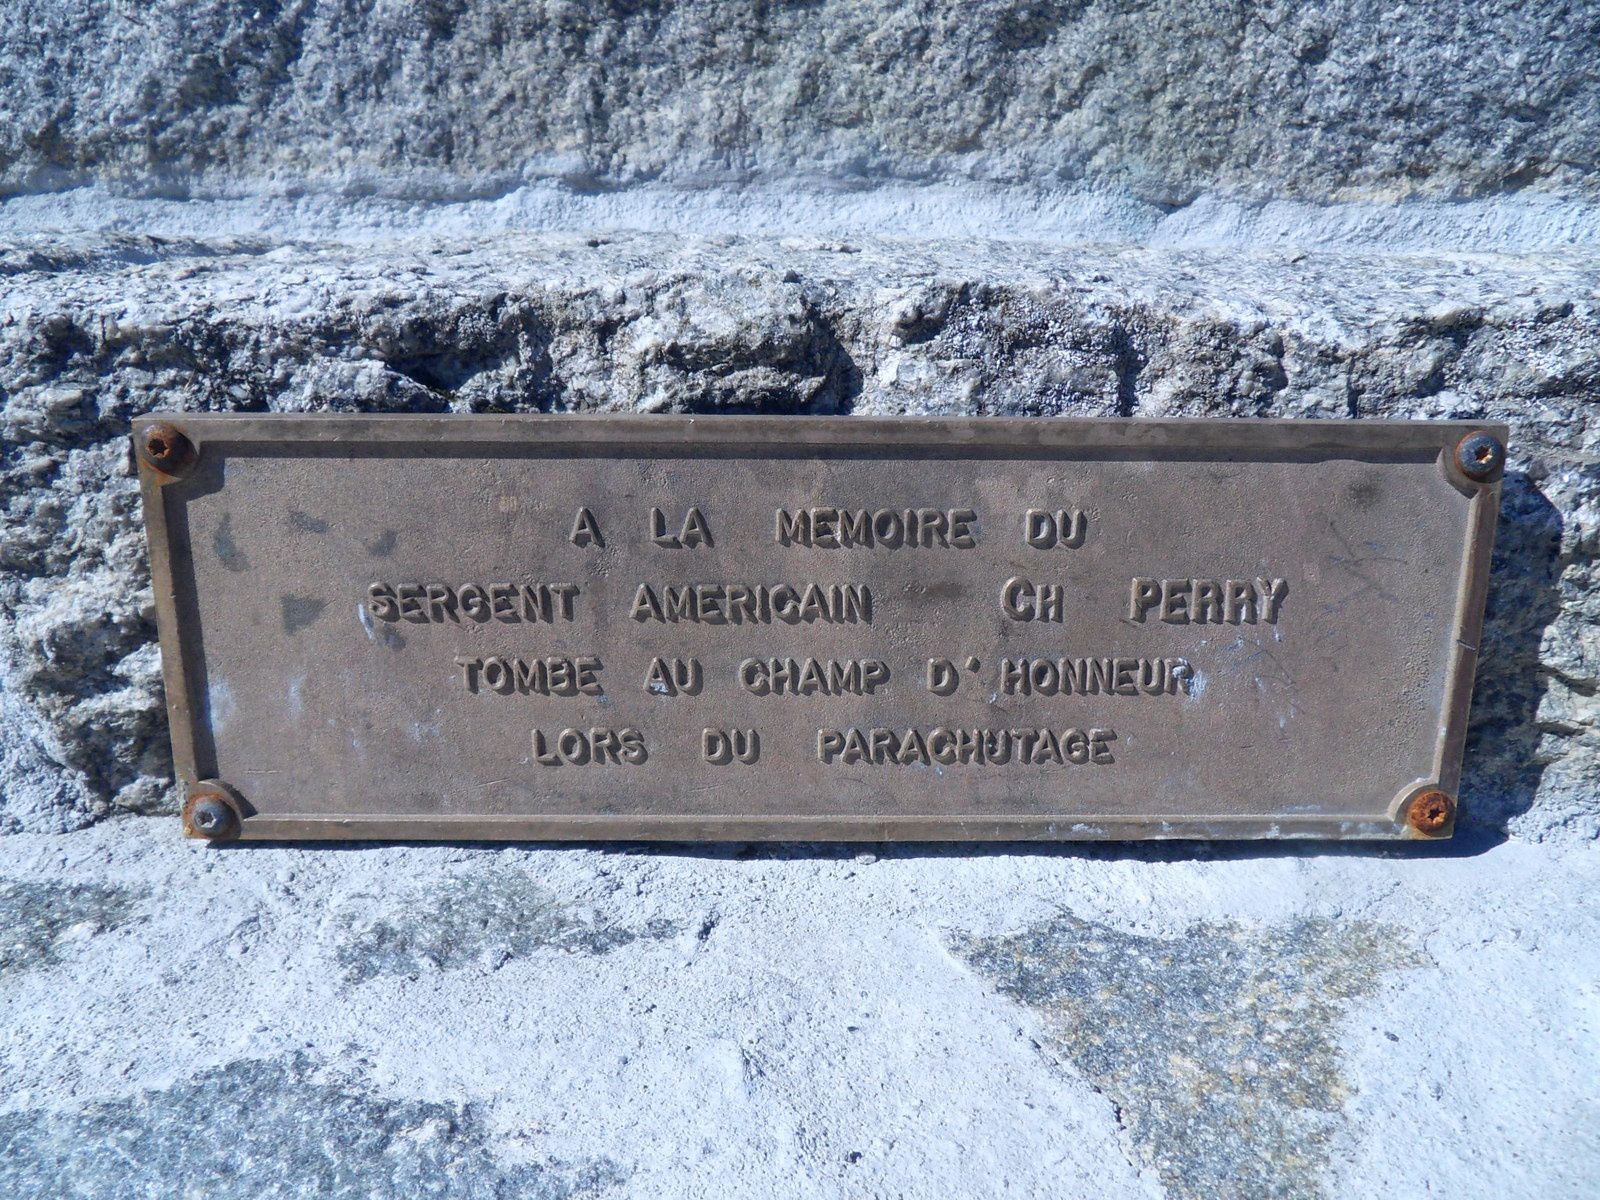 A LA MEMOIRE DU
SERGENT AMERICAIN CH PERRY
TOMBE AU CHAMP D'HONNEUR
LORS DU PARACHUTAGE